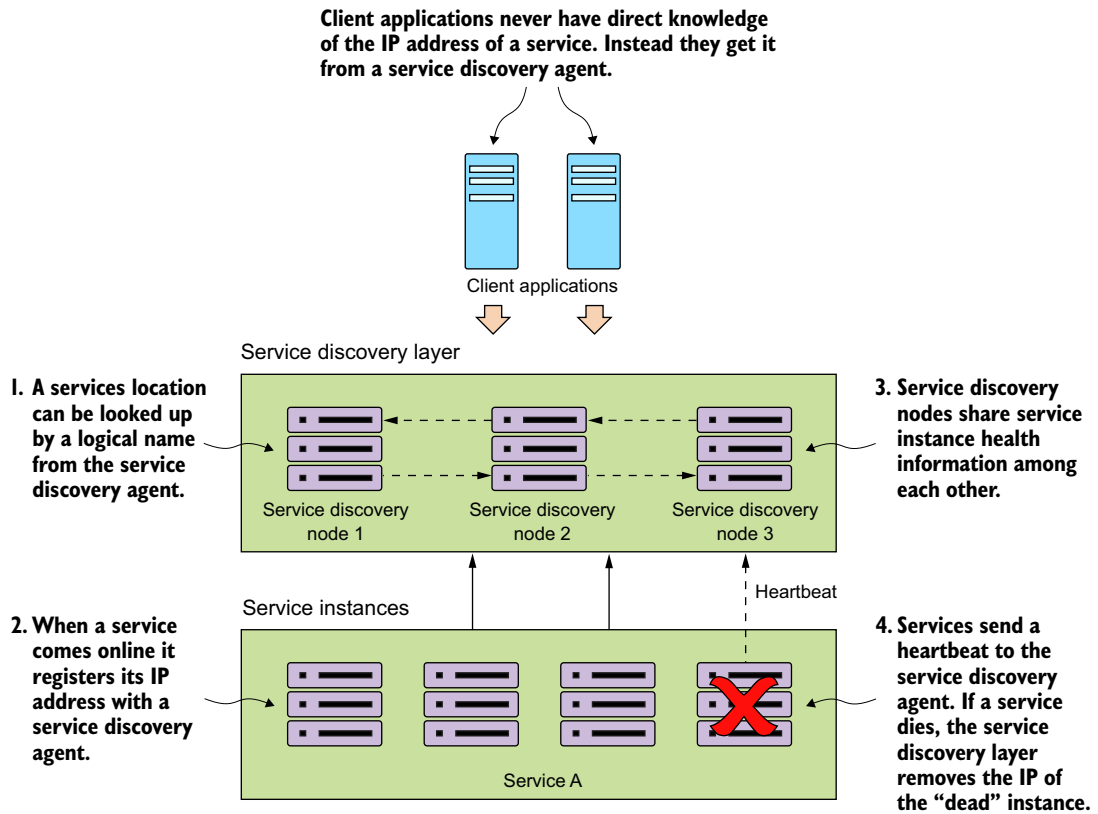 Client applications never have direct knowledge
of the IP address of a service. Instead they get it
from a service discovery agent.
Client applications
Service discovery layer
1. A services location
can be looked up
by a logical name
from the service
discovery agent.
Service discovery
node 1
Service discovery
node 2
Service discovery
node 3
3. Service discovery
nodes share service
instance health
information among
each other.
Heartbeat
Service instances
2. When a service
comes online it
registers its IP
address with a
service discovery
agent.
Service A
4. Services send a
heartbeat to the
service discovery
agent. If a service
dies, the service
discovery layer
removes the IP of
the “dead” instance.